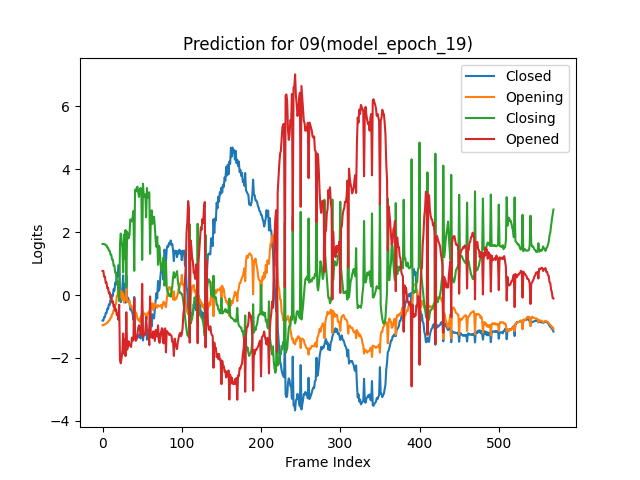 Prediction for 09(model_epoch_19)
Closed
Opening
Closing
Opened
Logits
6
4
2
0
−2
−4
0 100 200 300 400 500
Frame Index